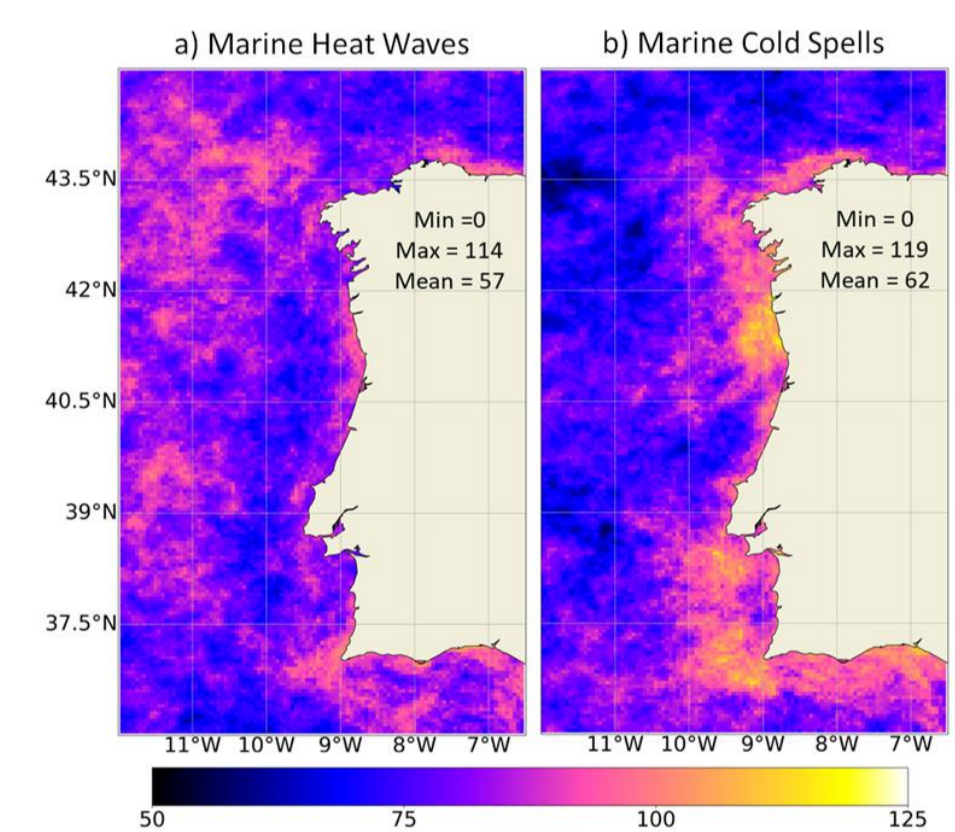 a) Marine Heat Waves
b) Marine Cold Spells
43.5°N
42°N
40.5°N
39°N
37.5°N
Min =0
Max = 114
Mean = 57
Min = 0
Max = 119
Mean = 62
11°W 10°W 9°W 8°W 7°W
11°W 10°W 9°W 8°W 7°W
50 75 100 125